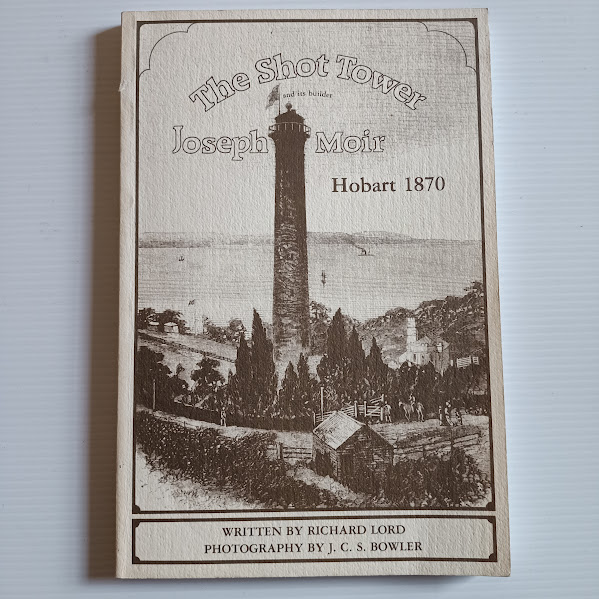 The Shot Tower
and its builder
Joseph Moir
Hobart 1870
WRITTEN BY RICHARD LORD
PHOTOGRAPHY BY J. C. S. BOWLER